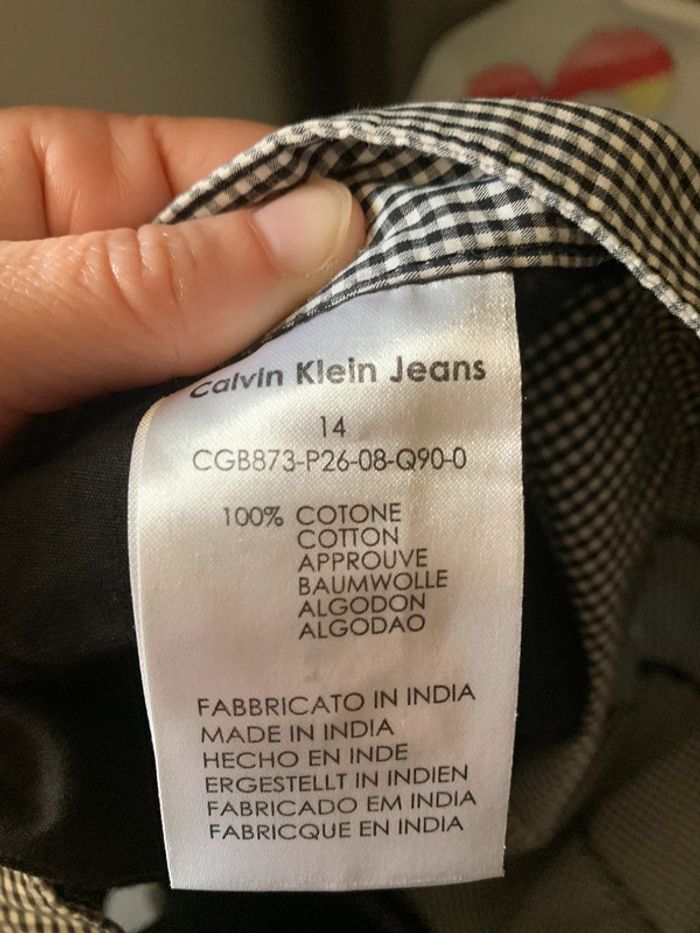 Calvin Klein Jeans
14
CGB873-P26-08-Q90-0
100% COTONE
COTTON
APPROUVE
BAUMWOLLE
ALGODON
ALGODAO
FABBRICATO IN INDIA
MADE IN INDIA
HECHO EN INDE
ERGESTELLT IN INDIEN
FABRICADO EM INDIA
FABRICQUE EN INDIA